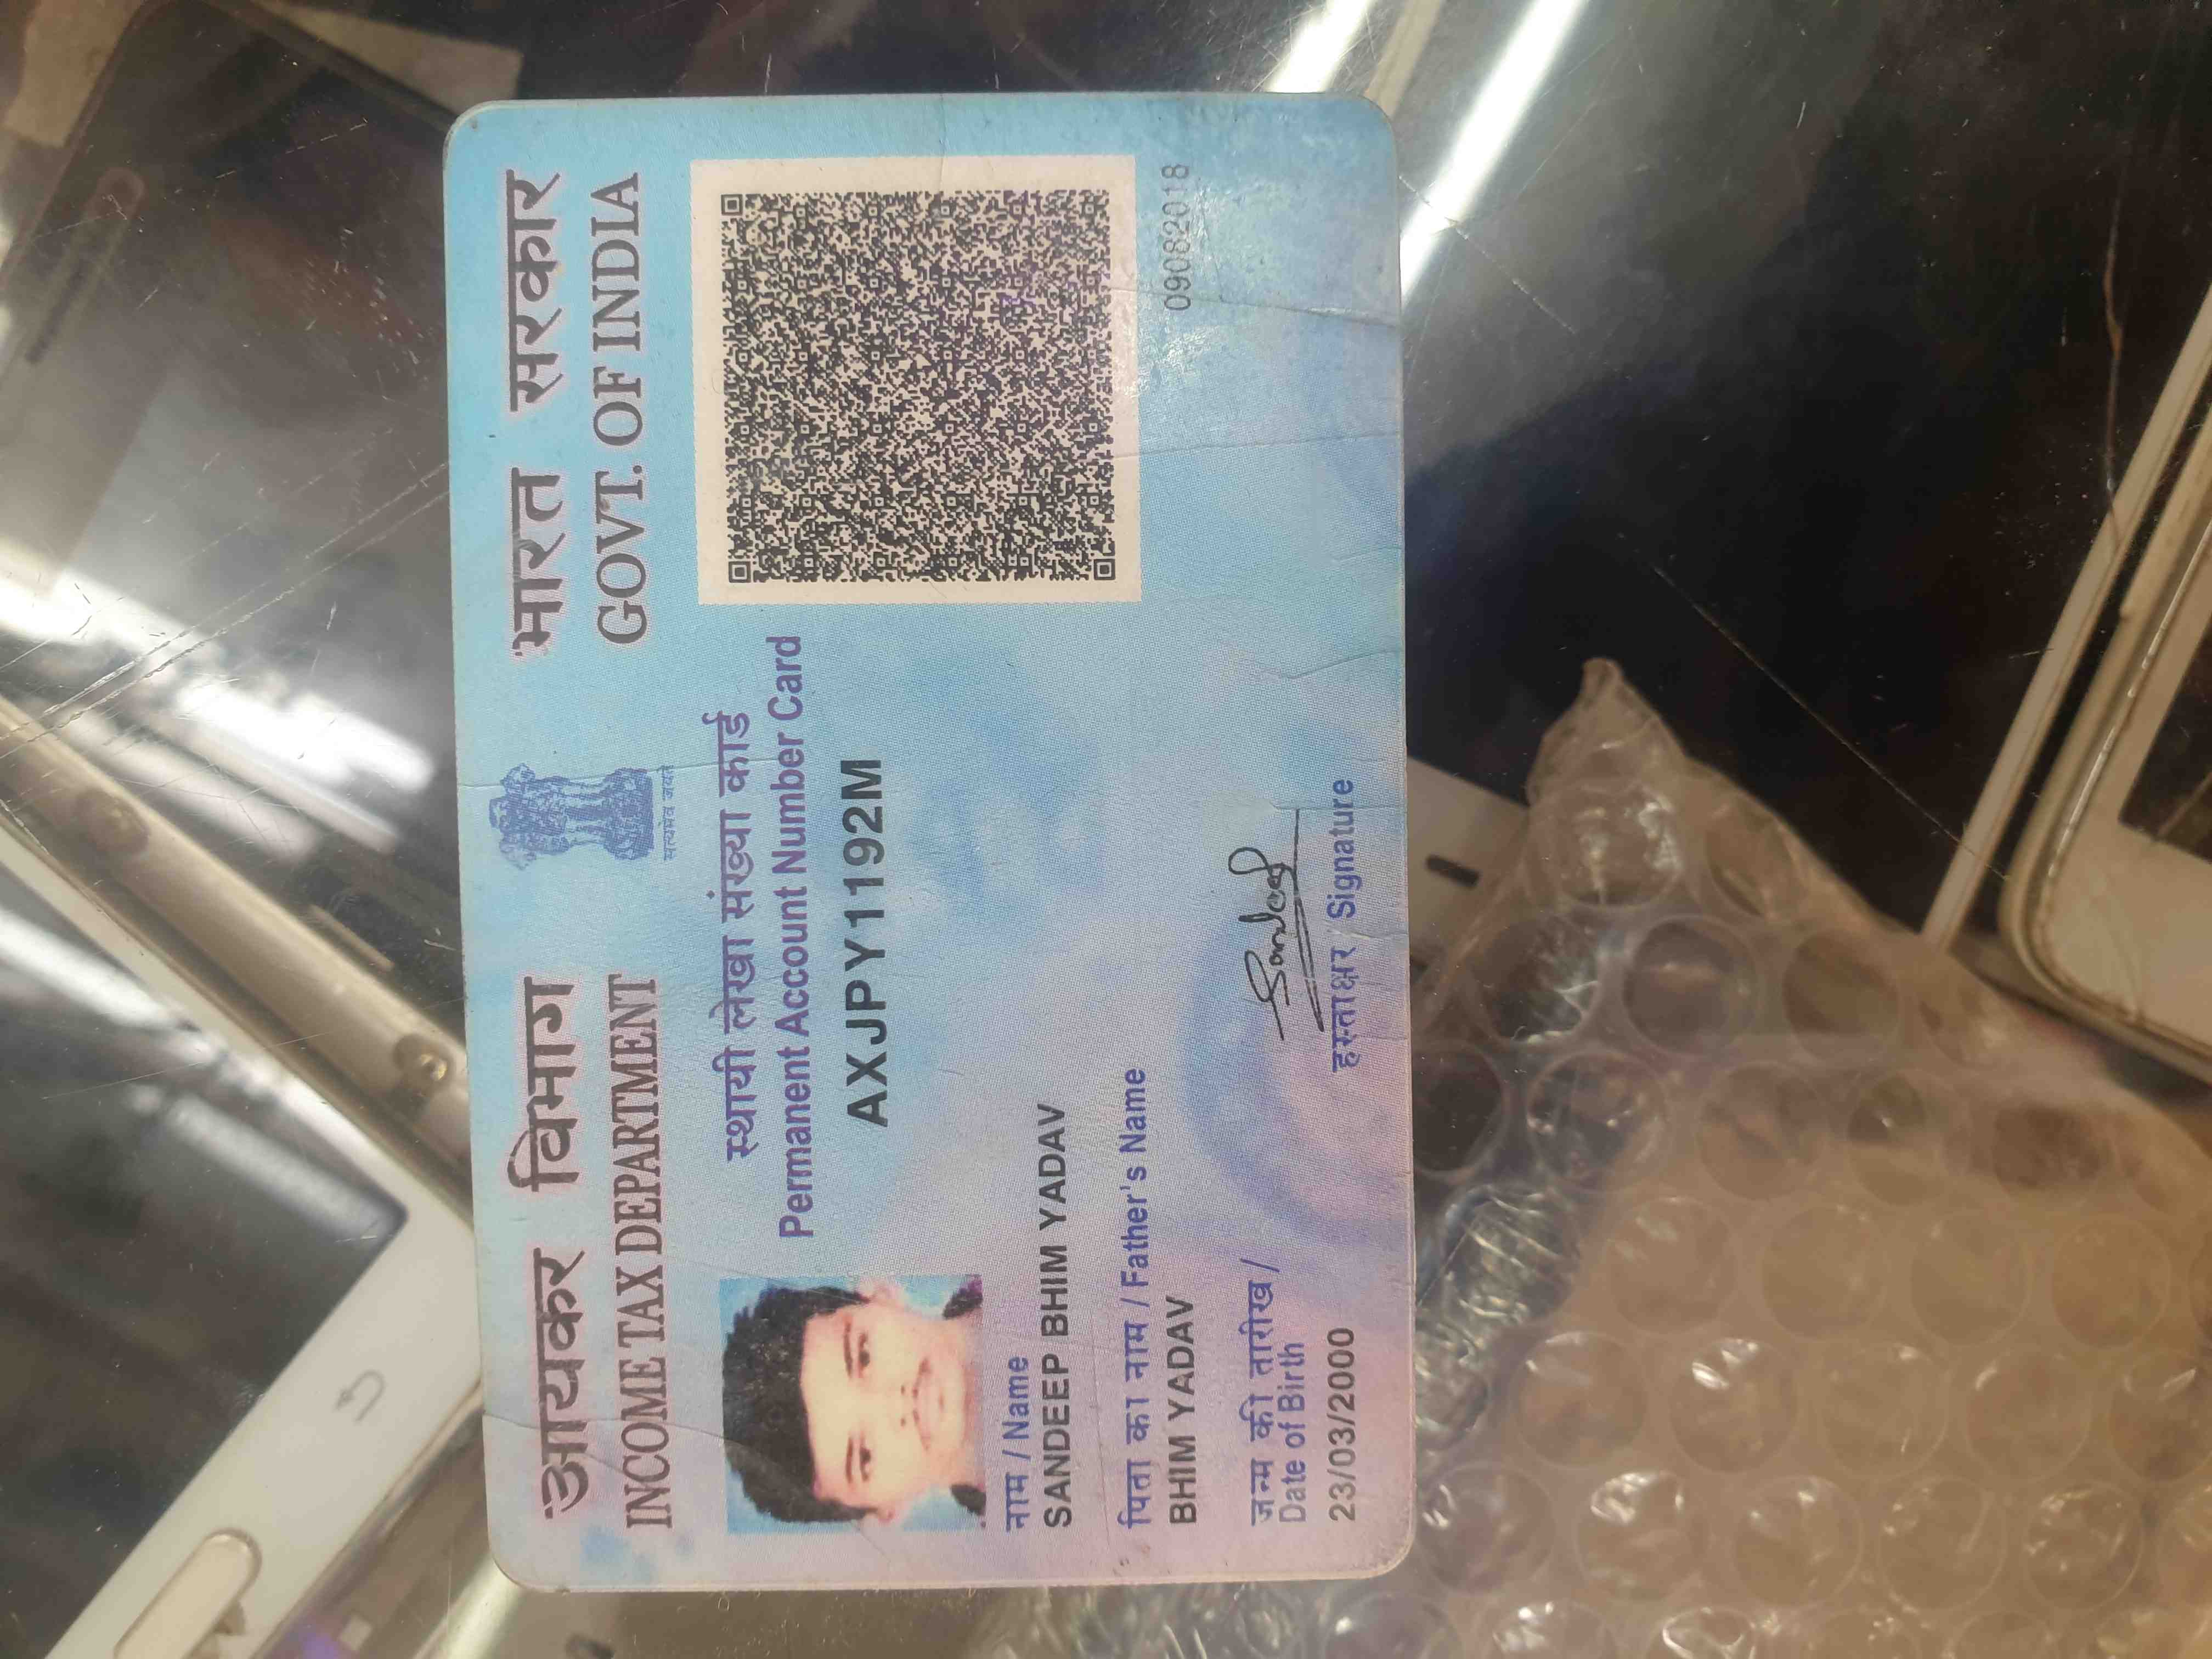 आयकर विभाग
INCOME TAX DEPARTMENT
सत्यमेव जयते
भारत सरकार
GOVT. OF INDIA
स्थायी लेखा संख्या कार्ड
Permanent Account Number Card
AXJPY1192M
नाम / Name
SANDEEP BHIM YADAV
पिता का नाम / Father's Name
BHIM YADAV
जन्म की तारीख /
Date of Birth
23/03/2000
Sandeep
हस्ताक्षर / Signature
09082018